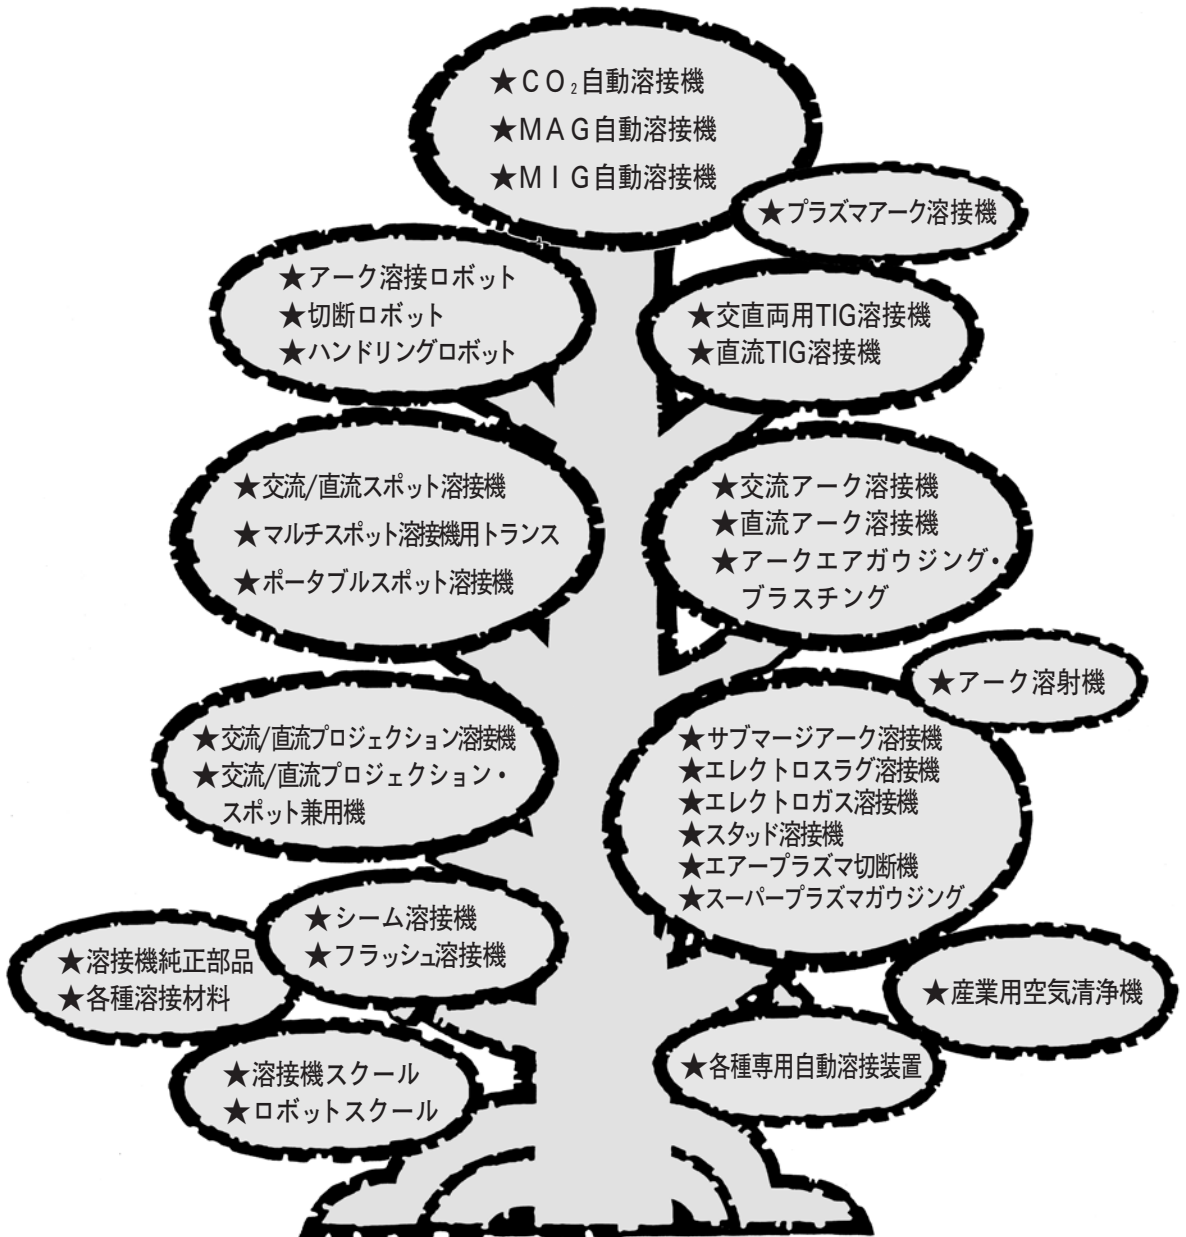 ★CO₂自動溶接機
★MAG自動溶接機
★MIG自動溶接機
★プラズマアーク溶接機
★アーク溶接ロボット
★切断ロボット
★ハンドリングロボット
★交直両用TIG溶接機
★直流TIG溶接機
★交流/直流スポット溶接機
★マルチスポット溶接機用トランス
★ポータブルスポット溶接機
★交流アーク溶接機
★直流アーク溶接機
★アークエアガウジング・
ブラスチング
★アーク溶射機
★交流/直流プロジェクション溶接機
★交流/直流プロジェクション・
スポット兼用機
★サブマージアーク溶接機
★エレクトロスラグ溶接機
★エレクトロガス溶接機
★スタッド溶接機
★エアープラズマ切断機
★スーパープラズマガウジング
★シーム溶接機
★フラッシュ溶接機
★溶接機純正部品
★各種溶接材料
★産業用空気清浄機
★溶接機スクール
★ロボットスクール
★各種専用自動溶接装置